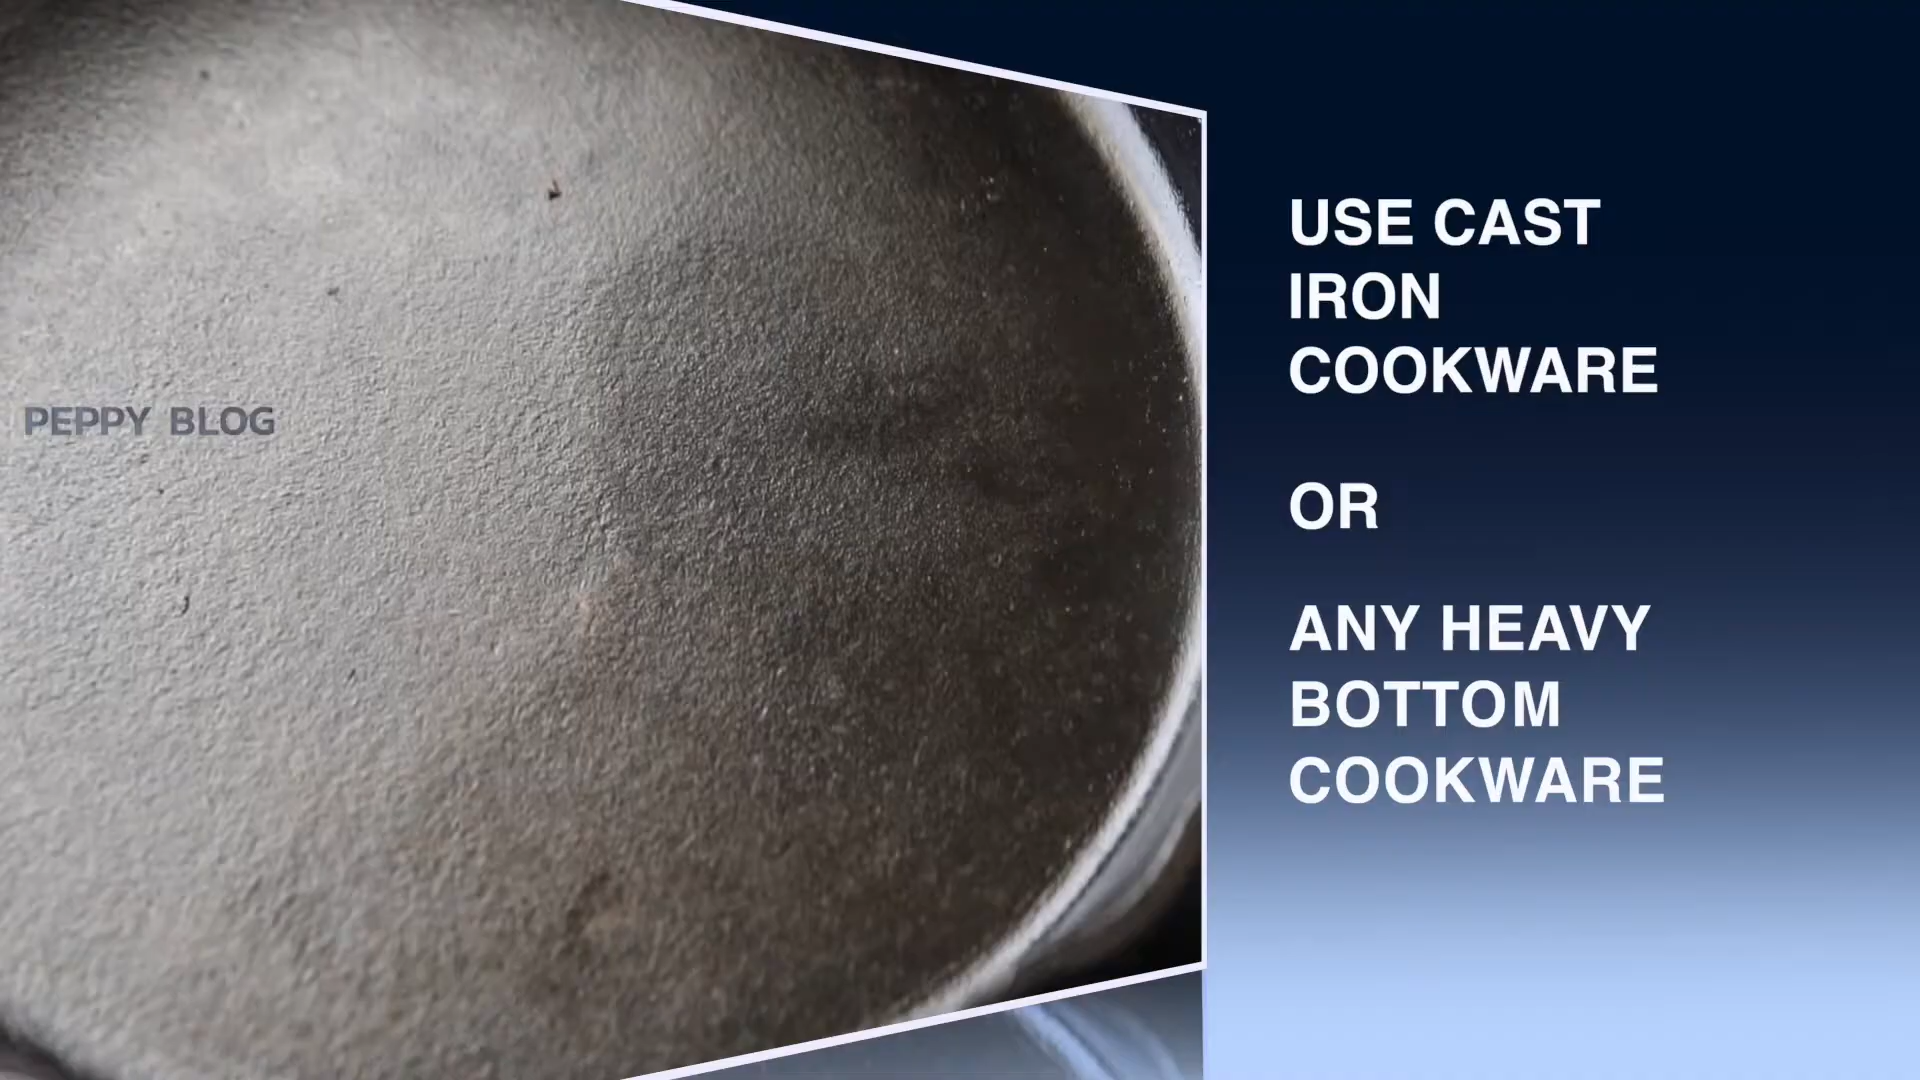 PEPPY BLOG
USE CAST
IRON
COOKWARE
OR
ANY HEAVY
BOTTOM
COOKWARE